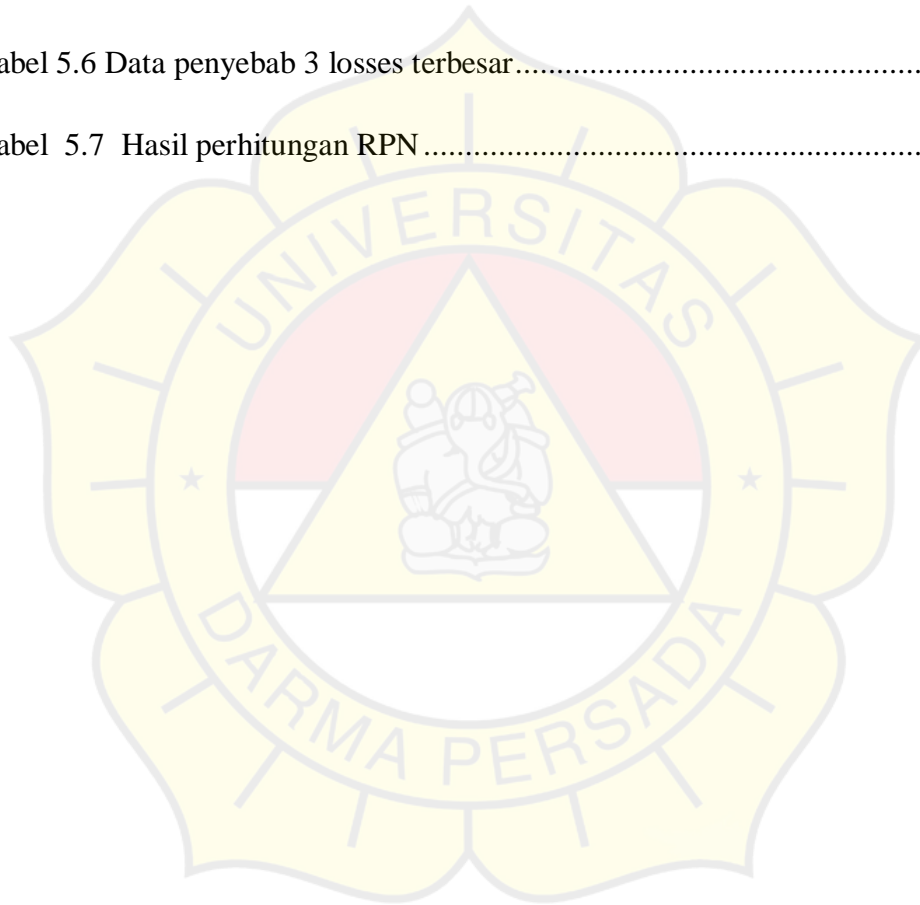 abel 5.6 Data penyebab 3 losses terbesar................................................
abel 5.7 Hasil perhitungan RPN............................................................
UNIVERSITAS
DARMA PERSADA